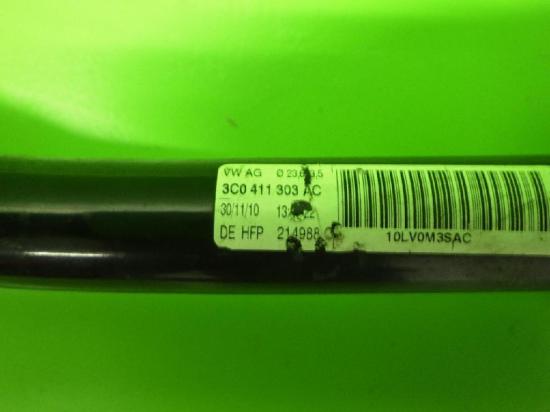 VW AG
3C0 411 303 AC
30/11/10
DE HFP 214988
10LV0M3SAC